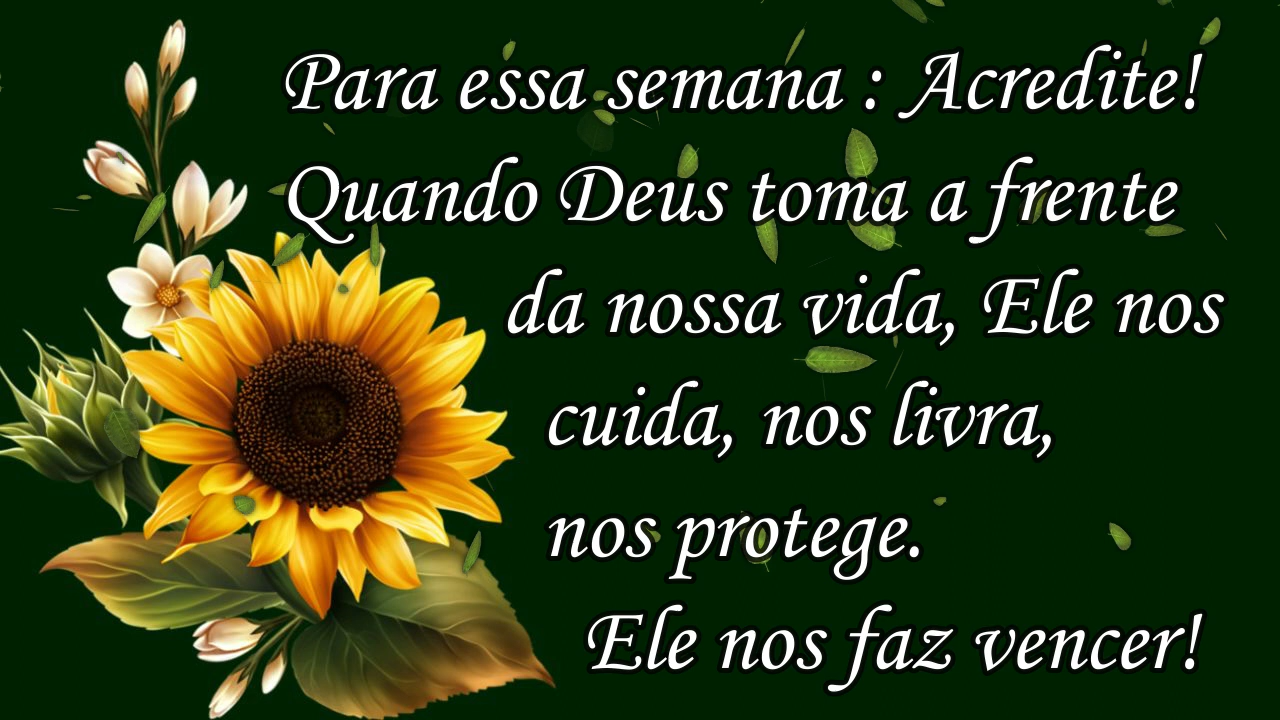 Para essa semana : Acredite!
Quando Deus toma a frente
da nossa vida, Ele nos
cuida, nos livra,
nos protege.
Ele nos faz vencer!